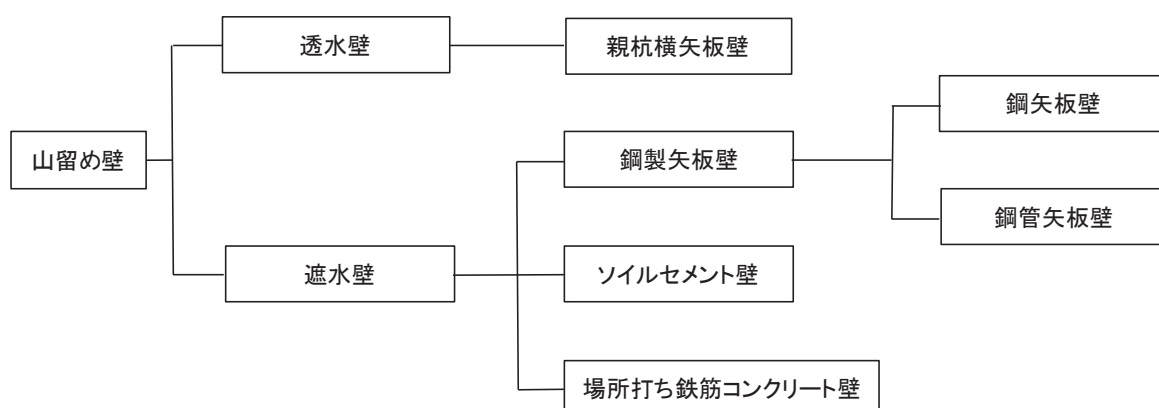 山留め壁
透水壁
親杭横矢板壁
遮水壁
鋼製矢板壁
鋼矢板壁
鋼管矢板壁
ソイルセメント壁
場所打ち鉄筋コンクリート壁